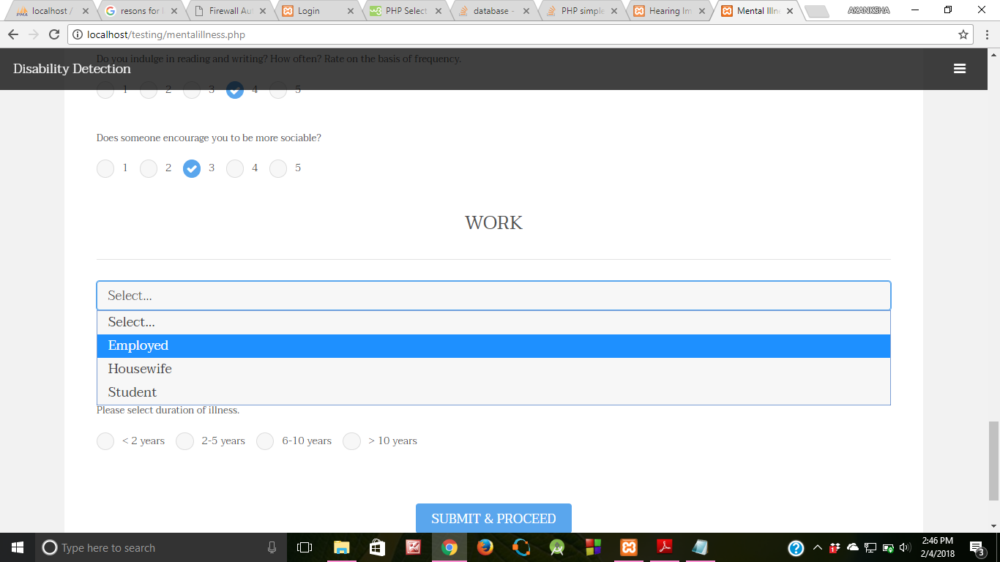 localhost /
resons for
Firewall Au
Login
PHP Select
database -
PHP simple
Hearing Im
Mental Illn
AKANKSHA
localhost/testing/mentalillness.php
Do you indulge in reading and writing? How often? Rate on the basis of frequency.
Disability Detection
1 2 3 4 5
Does someone encourage you to be more sociable?
1 2 3 4 5
WORK
Select...
Select...
Employed
Housewife
Student
Please select duration of illness.
< 2 years 2-5 years 6-10 years > 10 years
SUBMIT & PROCEED
Type here to search
2:46 PM
2/4/2018
3